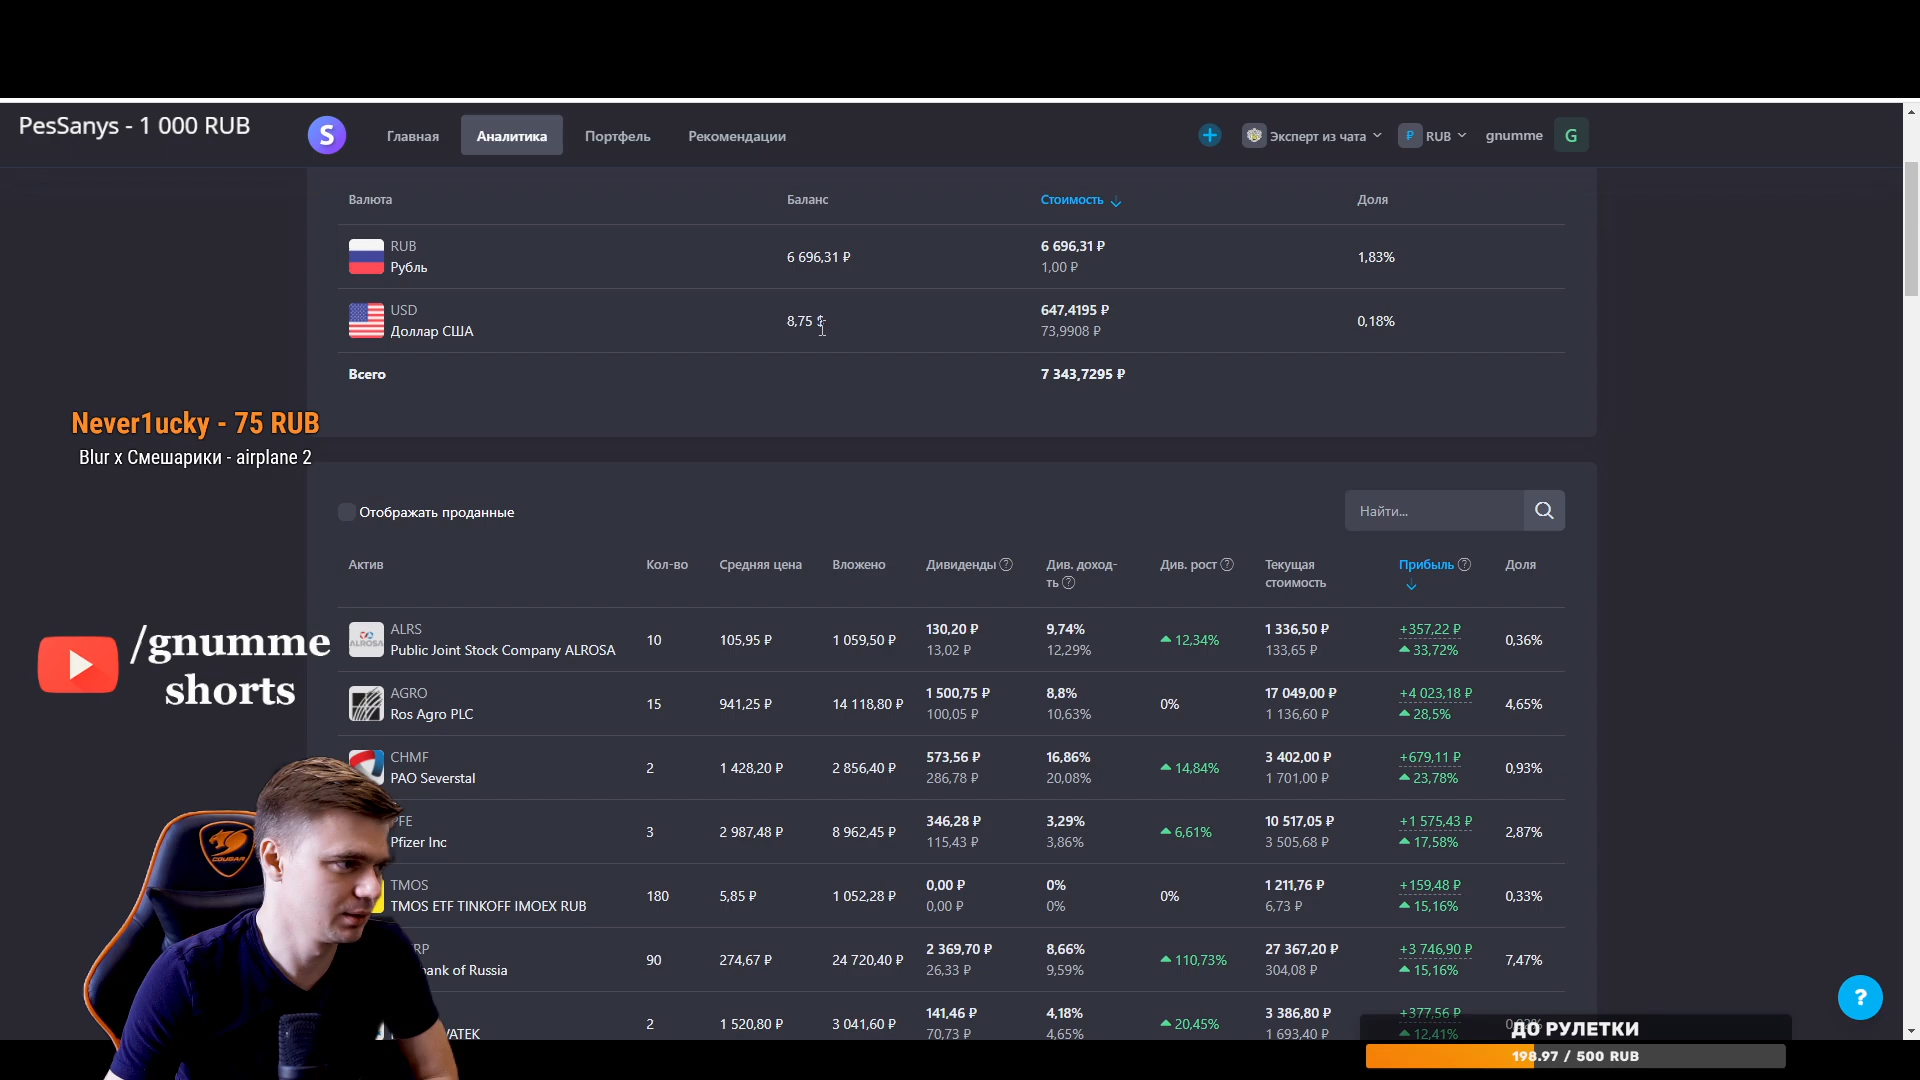 PesSanys - 1 000 RUB
S
Главная
Аналитика
Портфель
Рекомендации
Эксперт из чата
₽ RUB
gnumme
G
Валюта Баланс Стоимость Доля
RUB
Рубль
6 696,31 ₽
6 696,31 ₽
1,00 ₽
1,83%
USD
Доллар США
8,75 $
647,4195 ₽
73,9908 ₽
0,18%
Всего 7 343,7295 ₽
Never1ucky - 75 RUB
Blur x Смешарики - airplane 2
Отображать проданные
Найти...
Актив Кол-во Средняя цена Вложено Дивиденды Див. доход-
ть
Див. рост
Текущая
стоимость
Прибыль
Доля
ALRS
Public Joint Stock Company ALROSA
ALROSA
10
105,95 ₽
1 059,50 ₽
130,20 ₽
13,02 ₽
9,74%
12,29%
12,34%
1 336,50 ₽
133,65 ₽
+357,22 ₽
33,72%
0,36%
AGRO
Ros Agro PLC
15
941,25 ₽
14 118,80 ₽
1 500,75 ₽
100,05 ₽
8,8%
10,63%
0%
17 049,00 ₽
1 136,60 ₽
+4 023,18 ₽
28,5%
4,65%
/gnumme
shorts
CHMF
PAO Severstal
2
1 428,20 ₽
2 856,40 ₽
573,56 ₽
286,78 ₽
16,86%
20,08%
14,84%
3 402,00 ₽
1 701,00 ₽
+679,11 ₽
23,78%
0,93%
PFE
Pfizer Inc
3
2 987,48 ₽
8 962,45 ₽
346,28 ₽
115,43 ₽
3,29%
3,86%
6,61%
10 517,05 ₽
3 505,68 ₽
+1 575,43 ₽
17,58%
2,87%
TMOS
TMOS ETF TINKOFF IMOEX RUB
180
5,85 ₽
1 052,28 ₽
0,00 ₽
0,00 ₽
0%
0%
0%
1 211,76 ₽
6,73 ₽
+159,48 ₽
15,16%
0,33%
RP
ank of Russia
90
274,67 ₽
24 720,40 ₽
2 369,70 ₽
26,33 ₽
8,66%
9,59%
110,73%
27 367,20 ₽
304,08 ₽
+3 746,90 ₽
15,16%
7,47%
VATEK
2
1 520,80 ₽
3 041,60 ₽
141,46 ₽
70,73 ₽
4,18%
4,65%
20,45%
3 386,80 ₽
1 693,40 ₽
+377,56 ₽
12,41%
COUGAR
?
ДО РУЛЕТКИ
198.97 / 500 RUB